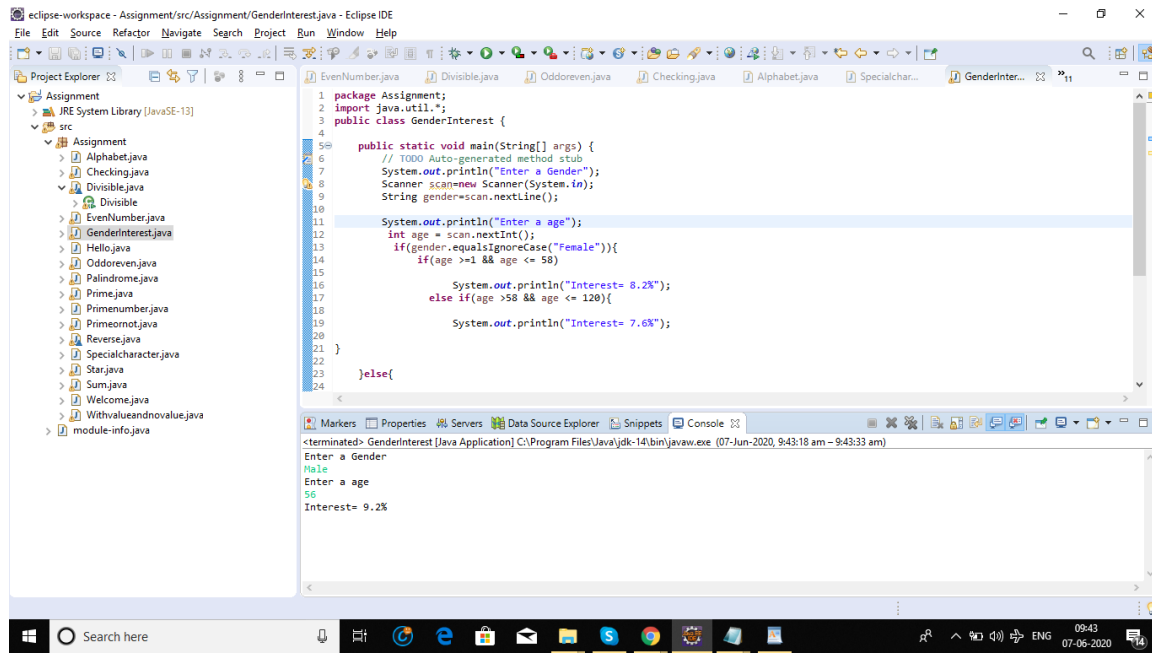 eclipse-workspace - Assignment/src/Assignment/GenderInterest.java - Eclipse IDE
File Edit Source Refactor Navigate Search Project Run Window Help
Project Explorer
EvenNumber.java Divisible.java Oddoreven.java Checking.java Alphabet.java Specialchar... GenderInter... »11
Assignment
JRE System Library [JavaSE-13]
src
Assignment
Alphabet.java
Checking.java
Divisible.java
Divisible
EvenNumber.java
GenderInterest.java
Hello.java
Oddoreven.java
Palindrome.java
Prime.java
Primenumber.java
Primeornot.java
Reverse.java
Specialcharacter.java
Star.java
Sum.java
Welcome.java
Withvalueandnovalue.java
module-info.java
1 package Assignment;
2 import java.util.*;
3 public class GenderInterest {
4
5 public static void main(String[] args) {
6 // TODO Auto-generated method stub
7 System.out.println("Enter a Gender");
8 Scanner scan=new Scanner(System.in);
9 String gender=scan.nextLine();
10
11 System.out.println("Enter a age");
12 int age = scan.nextInt();
13 if(gender.equalsIgnoreCase("Female")){
14 if(age >=1 && age <= 58)
15
16 System.out.println("Interest= 8.2%");
17 else if(age >58 && age <= 120){
18
19 System.out.println("Interest= 7.6%");
20
21 }
22
23 }else{
24
Markers Properties Servers Data Source Explorer Snippets Console
<terminated> GenderInterest [Java Application] C:\Program Files\Java\jdk-14\bin\javaw.exe (07-Jun-2020, 9:43:18 am – 9:43:33 am)
Enter a Gender
Male
Enter a age
56
Interest= 9.2%
Search here
ENG
09:43
07-06-2020
14